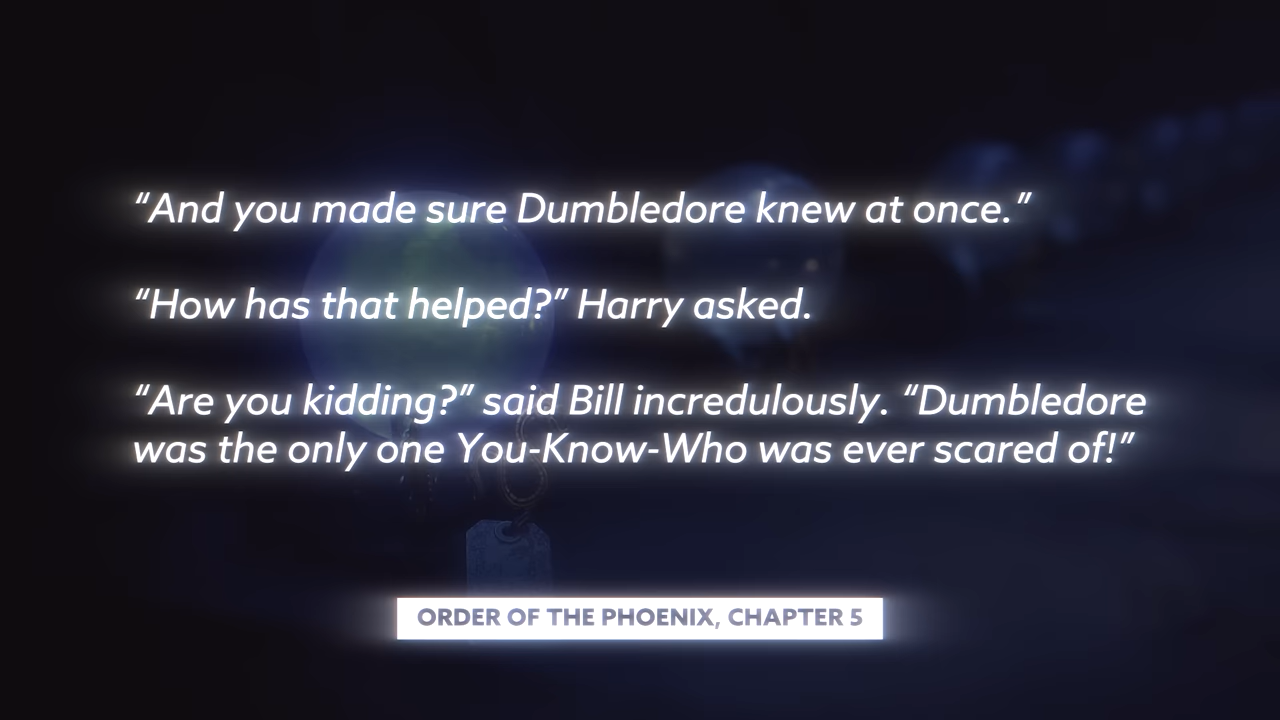 “And you made sure Dumbledore knew at once.”
“How has that helped?” Harry asked.
“Are you kidding?” said Bill incredulously. “Dumbledore
was the only one You-Know-Who was ever scared of!”
ORDER OF THE PHOENIX, CHAPTER 5